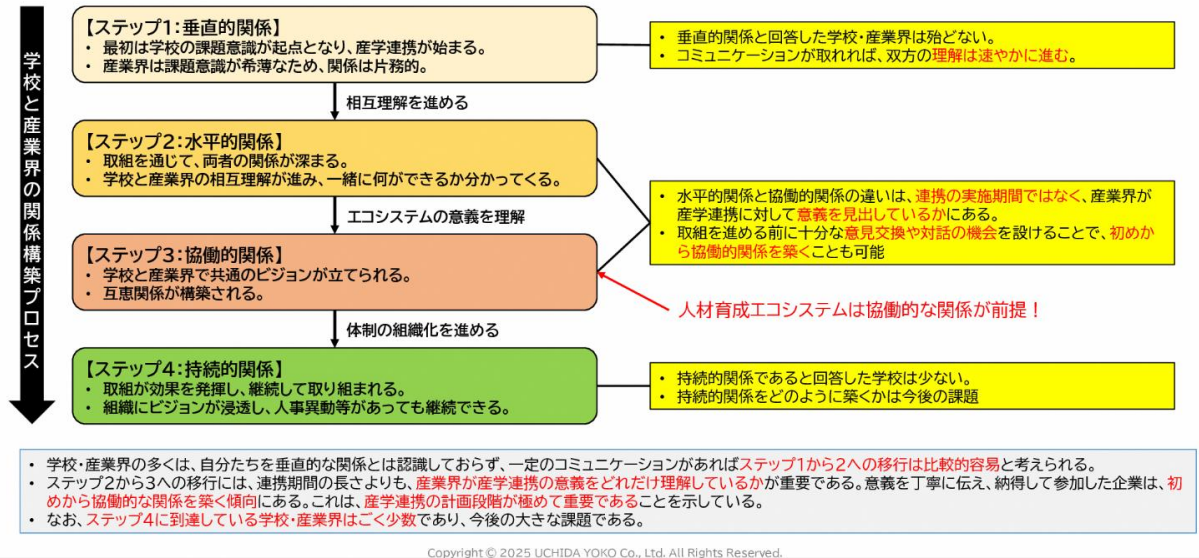 学校と産業界の関係構築プロセス
【ステップ1:垂直的関係】
・ 最初は学校の課題意識が起点となり、産学連携が始まる。
・ 産業界は課題意識が希薄なため、関係は片務的。
・ 垂直的関係と回答した学校・産業界は殆どない。
・ コミュニケーションが取れれば、双方の理解は速やかに進む。
相互理解を進める
【ステップ2:水平的関係】
・ 取組を通じて、両者の関係が深まる。
・ 学校と産業界の相互理解が進み、一緒に何ができるか分かってくる。
エコシステムの意義を理解
・ 水平的関係と協働的関係の違いは、連携の実施期間ではなく、産業界が
産学連携に対して意義を見出しているかにある。
・ 取組を進める前に十分な意見交換や対話の機会を設けることで、初めか
ら協働的関係を築くことも可能
【ステップ3:協働的関係】
・ 学校と産業界で共通のビジョンが立てられる。
・ 互恵関係が構築される。
人材育成エコシステムは協働的な関係が前提!
体制の組織化を進める
【ステップ4:持続的関係】
・ 取組が効果を発揮し、継続して取り組まれる。
・ 組織にビジョンが浸透し、人事異動等があっても継続できる。
・ 持続的関係であると回答した学校は少ない。
・ 持続的関係をどのように築くかは今後の課題
・ 学校・産業界の多くは、自分たちを垂直的な関係とは認識しておらず、一定のコミュニケーションがあればステップ1から2への移行は比較的容易と考えられる。
・ ステップ2から3への移行には、連携期間の長さよりも、産業界が産学連携の意義をどれだけ理解しているかが重要である。意義を丁寧に伝え、納得して参加した企業は、初
めから協働的な関係を築く傾向にある。これは、産学連携の計画段階が極めて重要であることを示している。
・ なお、ステップ4に到達している学校・産業界はごく少数であり、今後の大きな課題である。
Copyright © 2025 UCHIDA YOKO Co., Ltd. All Rights Reserved.